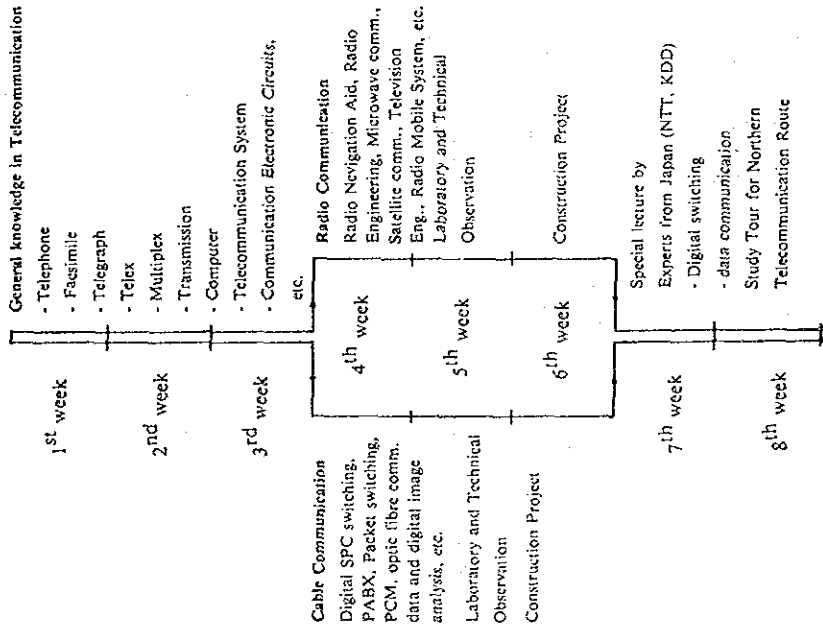 General knowledge in Telecommunication
- Telephone
- Facsimile
- Telegraph
- Telex
- Multiplex
- Transmission
- Computer
- Telecommunication System
- Communication Electronic Circuits,
etc.
1st week
2nd week
3rd week
Radio Communication
Radio Nevigation Aid, Radio
Engineering, Microwave comm.,
Satellite comm., Television
Eng., Radio Mobile System, etc.
Laboratory and Technical
Observation
Construction Project
4th week
5th week
6th week
Cable Communication
Digital SPC switching,
PABX, Packet switching,
PCM, optic fibre comm.
data and digital image
analysis, etc.
Laboratory and Technical
Observation
Construction Project
Special lecture by
Experts from Japan (NTT, KDD)
- Digital switching
- data communication
Study Tour for Northern
Telecommunication Route
7th week
8th week